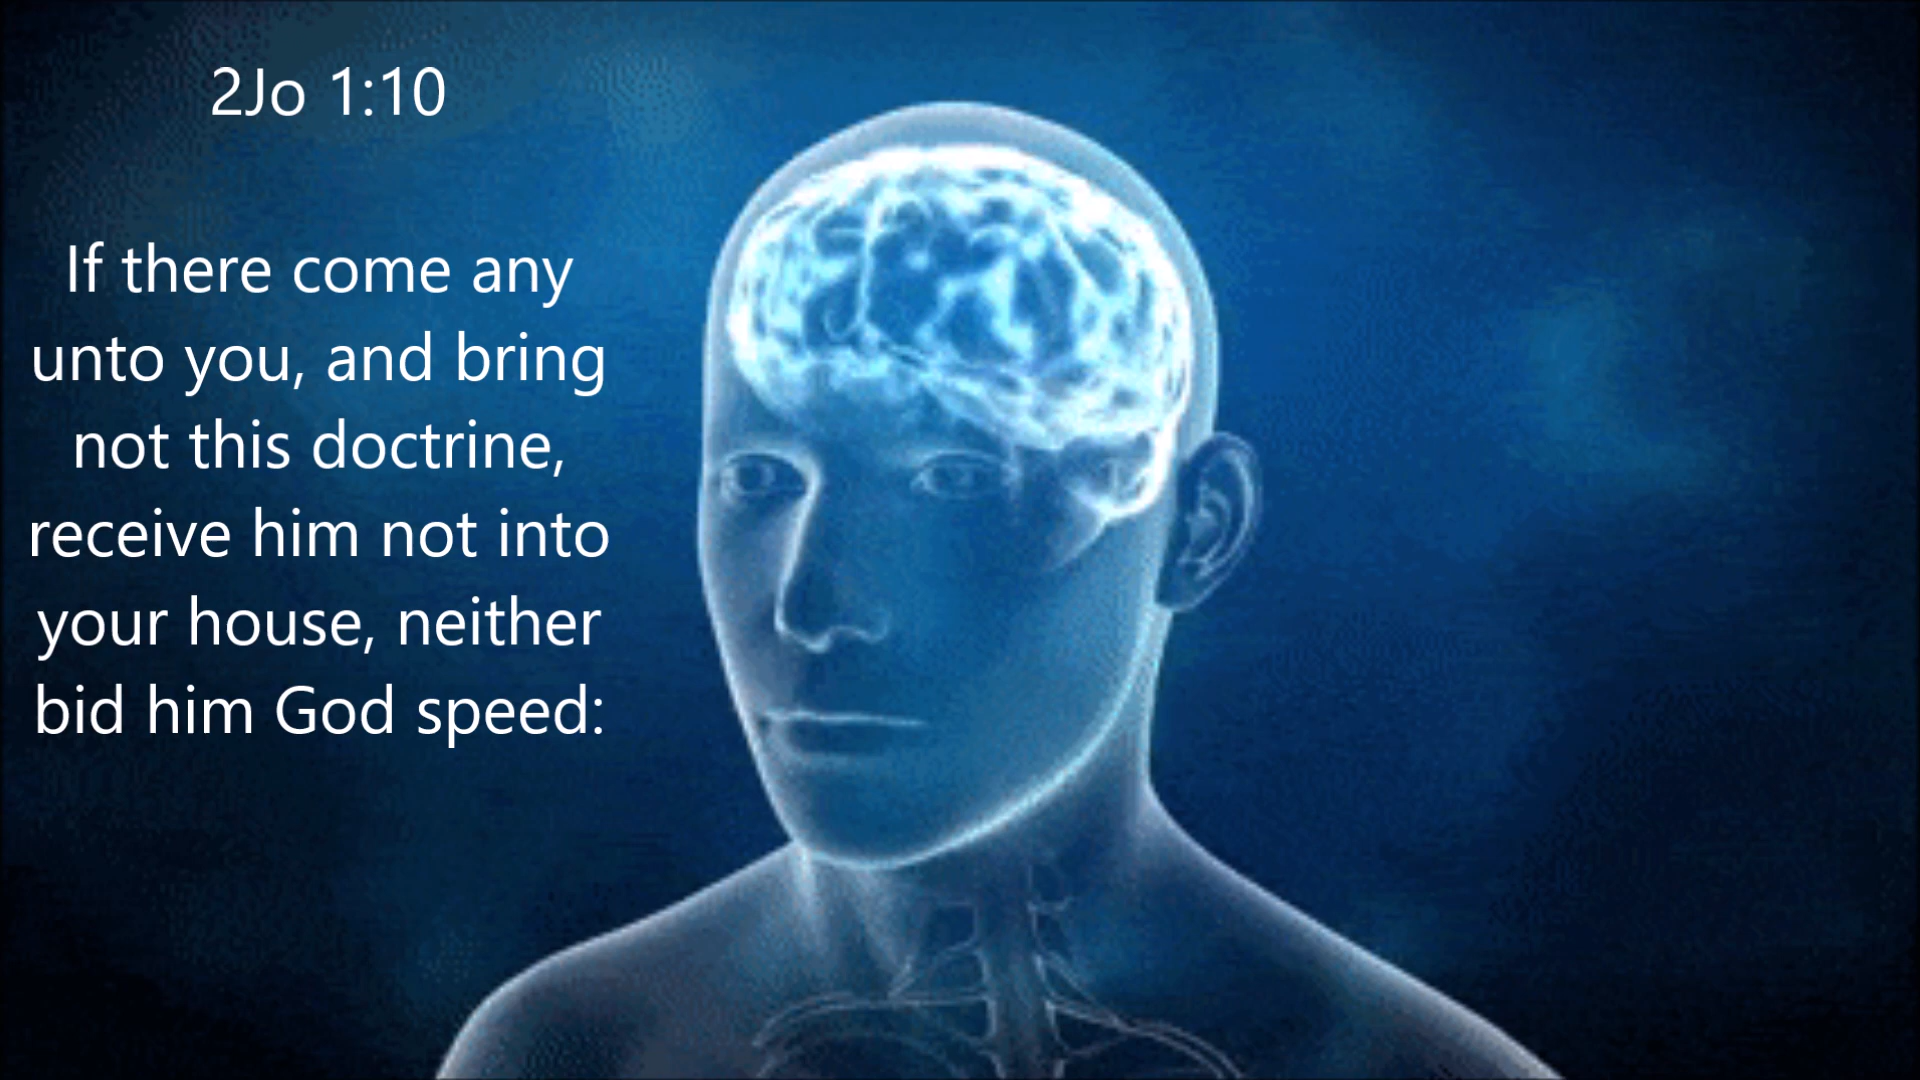 2Jo 1:10
If there come any
unto you, and bring
not this doctrine,
receive him not into
your house, neither
bid him God speed: